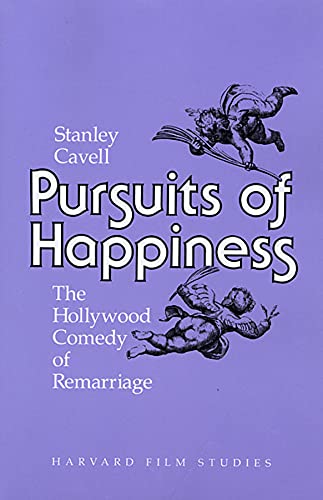 Stanley
Cavell
Pursuits of
Happiness
The
Hollywood
Comedy
of
Remarriage
HARVARD FILM STUDIES